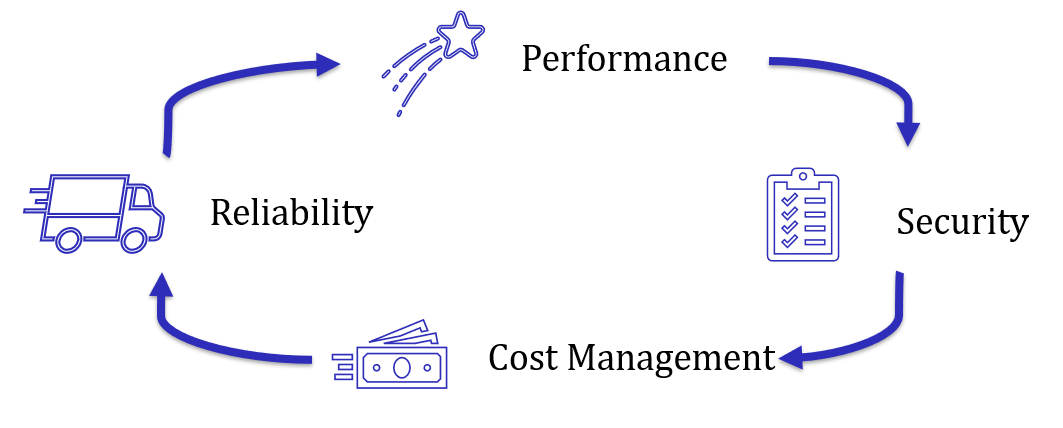 Performance
Reliability
Security
Cost Management